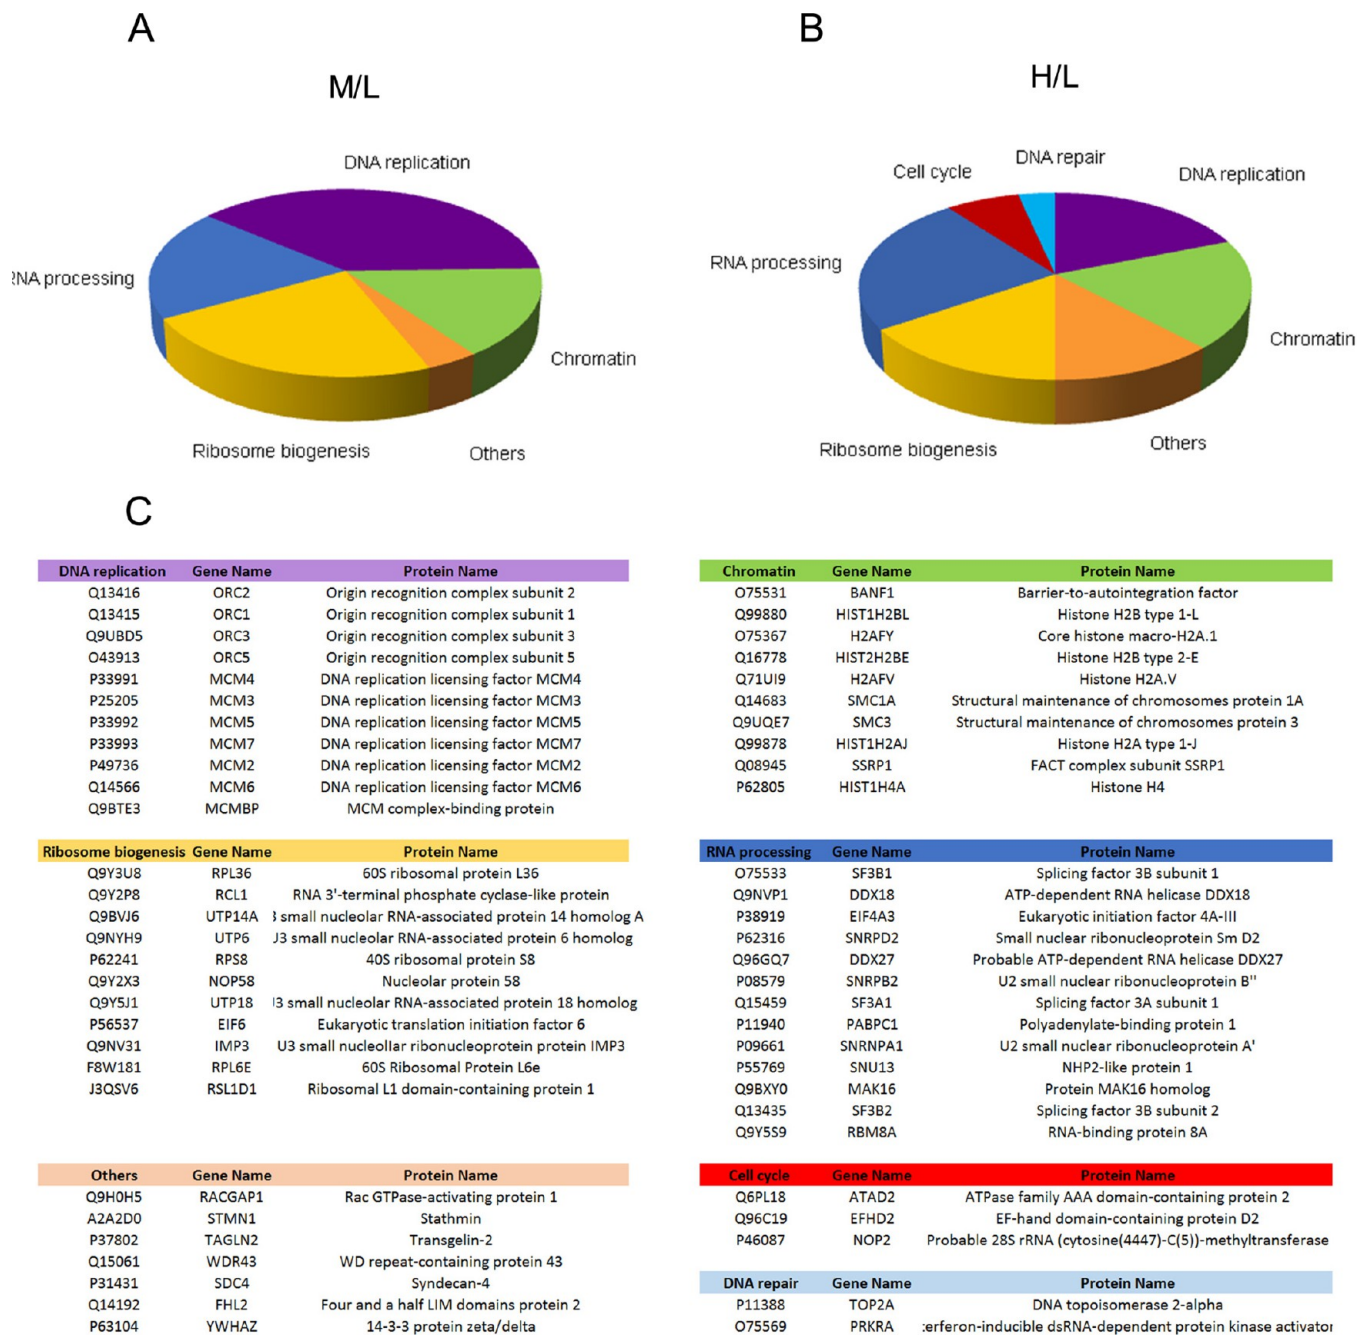 A
B
M/L
H/L
DNA replication
RNA processing
Chromatin
Ribosome biogenesis
Others
Cell cycle
DNA repair
DNA replication
RNA processing
Chromatin
Ribosome biogenesis
Others
C
DNA replication Gene Name Protein Name
Q13416 ORC2 Origin recognition complex subunit 2
Q13415 ORC1 Origin recognition complex subunit 1
Q9UBD5 ORC3 Origin recognition complex subunit 3
O43913 ORC5 Origin recognition complex subunit 5
P33991 MCM4 DNA replication licensing factor MCM4
P25205 MCM3 DNA replication licensing factor MCM3
P33992 MCM5 DNA replication licensing factor MCM5
P33993 MCM7 DNA replication licensing factor MCM7
P49736 MCM2 DNA replication licensing factor MCM2
Q14566 MCM6 DNA replication licensing factor MCM6
Q9BTE3 MCMBP MCM complex-binding protein
Chromatin Gene Name Protein Name
O75531 BANF1 Barrier-to-autointegration factor
Q99880 HIST1H2BL Histone H2B type 1-L
O75367 H2AFY Core histone macro-H2A.1
Q16778 HIST2H2BE Histone H2B type 2-E
Q71UI9 H2AFV Histone H2A.V
Q14683 SMC1A Structural maintenance of chromosomes protein 1A
Q9UQE7 SMC3 Structural maintenance of chromosomes protein 3
Q99878 HIST1H2AJ Histone H2A type 1-J
Q08945 SSRP1 FACT complex subunit SSRP1
P62805 HIST1H4A Histone H4
Ribosome biogenesis Gene Name Protein Name
Q9Y3U8 RPL36 60S ribosomal protein L36
Q9Y2P8 RCL1 RNA 3'-terminal phosphate cyclase-like protein
Q9BVJ6 UTP14A 3 small nucleolar RNA-associated protein 14 homolog A
Q9NYH9 UTP6 U3 small nucleolar RNA-associated protein 6 homolog
P62241 RPS8 40S ribosomal protein S8
Q9Y2X3 NOP58 Nucleolar protein 58
Q9Y5J1 UTP18 U3 small nucleolar RNA-associated protein 18 homolog
P56537 EIF6 Eukaryotic translation initiation factor 6
Q9NV31 IMP3 U3 small nucleolIar ribonucleoprotein protein IMP3
F8W181 RPL6E 60S Ribosomal Protein L6e
J3QSV6 RSL1D1 Ribosomal L1 domain-containing protein 1
RNA processing Gene Name Protein Name
O75533 SF3B1 Splicing factor 3B subunit 1
Q9NVP1 DDX18 ATP-dependent RNA helicase DDX18
P38919 EIF4A3 Eukaryotic initiation factor 4A-III
P62316 SNRPD2 Small nuclear ribonucleoprotein Sm D2
Q96GQ7 DDX27 Probable ATP-dependent RNA helicase DDX27
P08579 SNRPB2 U2 small nuclear ribonucleoprotein B"
Q15459 SF3A1 Splicing factor 3A subunit 1
P11940 PABPC1 Polyadenylate-binding protein 1
P09661 SNRNPA1 U2 small nuclear ribonucleoprotein A'
P55769 SNU13 NHP2-like protein 1
Q9BXY0 MAK16 Protein MAK16 homolog
Q13435 SF3B2 Splicing factor 3B subunit 2
Q9Y5S9 RBM8A RNA-binding protein 8A
Others Gene Name Protein Name
Q9H0H5 RACGAP1 Rac GTPase-activating protein 1
A2A2D0 STMN1 Stathmin
P37802 TAGLN2 Transgelin-2
Q15061 WDR43 WD repeat-containing protein 43
P31431 SDC4 Syndecan-4
Q14192 FHL2 Four and a half LIM domains protein 2
P63104 YWHAZ 14-3-3 protein zeta/delta
Cell cycle Gene Name Protein Name
Q6PL18 ATAD2 ATPase family AAA domain-containing protein 2
Q96C19 EFHD2 EF-hand domain-containing protein D2
P46087 NOP2 Probable 28S rRNA (cytosine(4447)-C(5))-methyltransferase
DNA repair Gene Name Protein Name
P11388 TOP2A DNA topoisomerase 2-alpha
O75569 PRKRA terferon-inducible dsRNA-dependent protein kinase activator